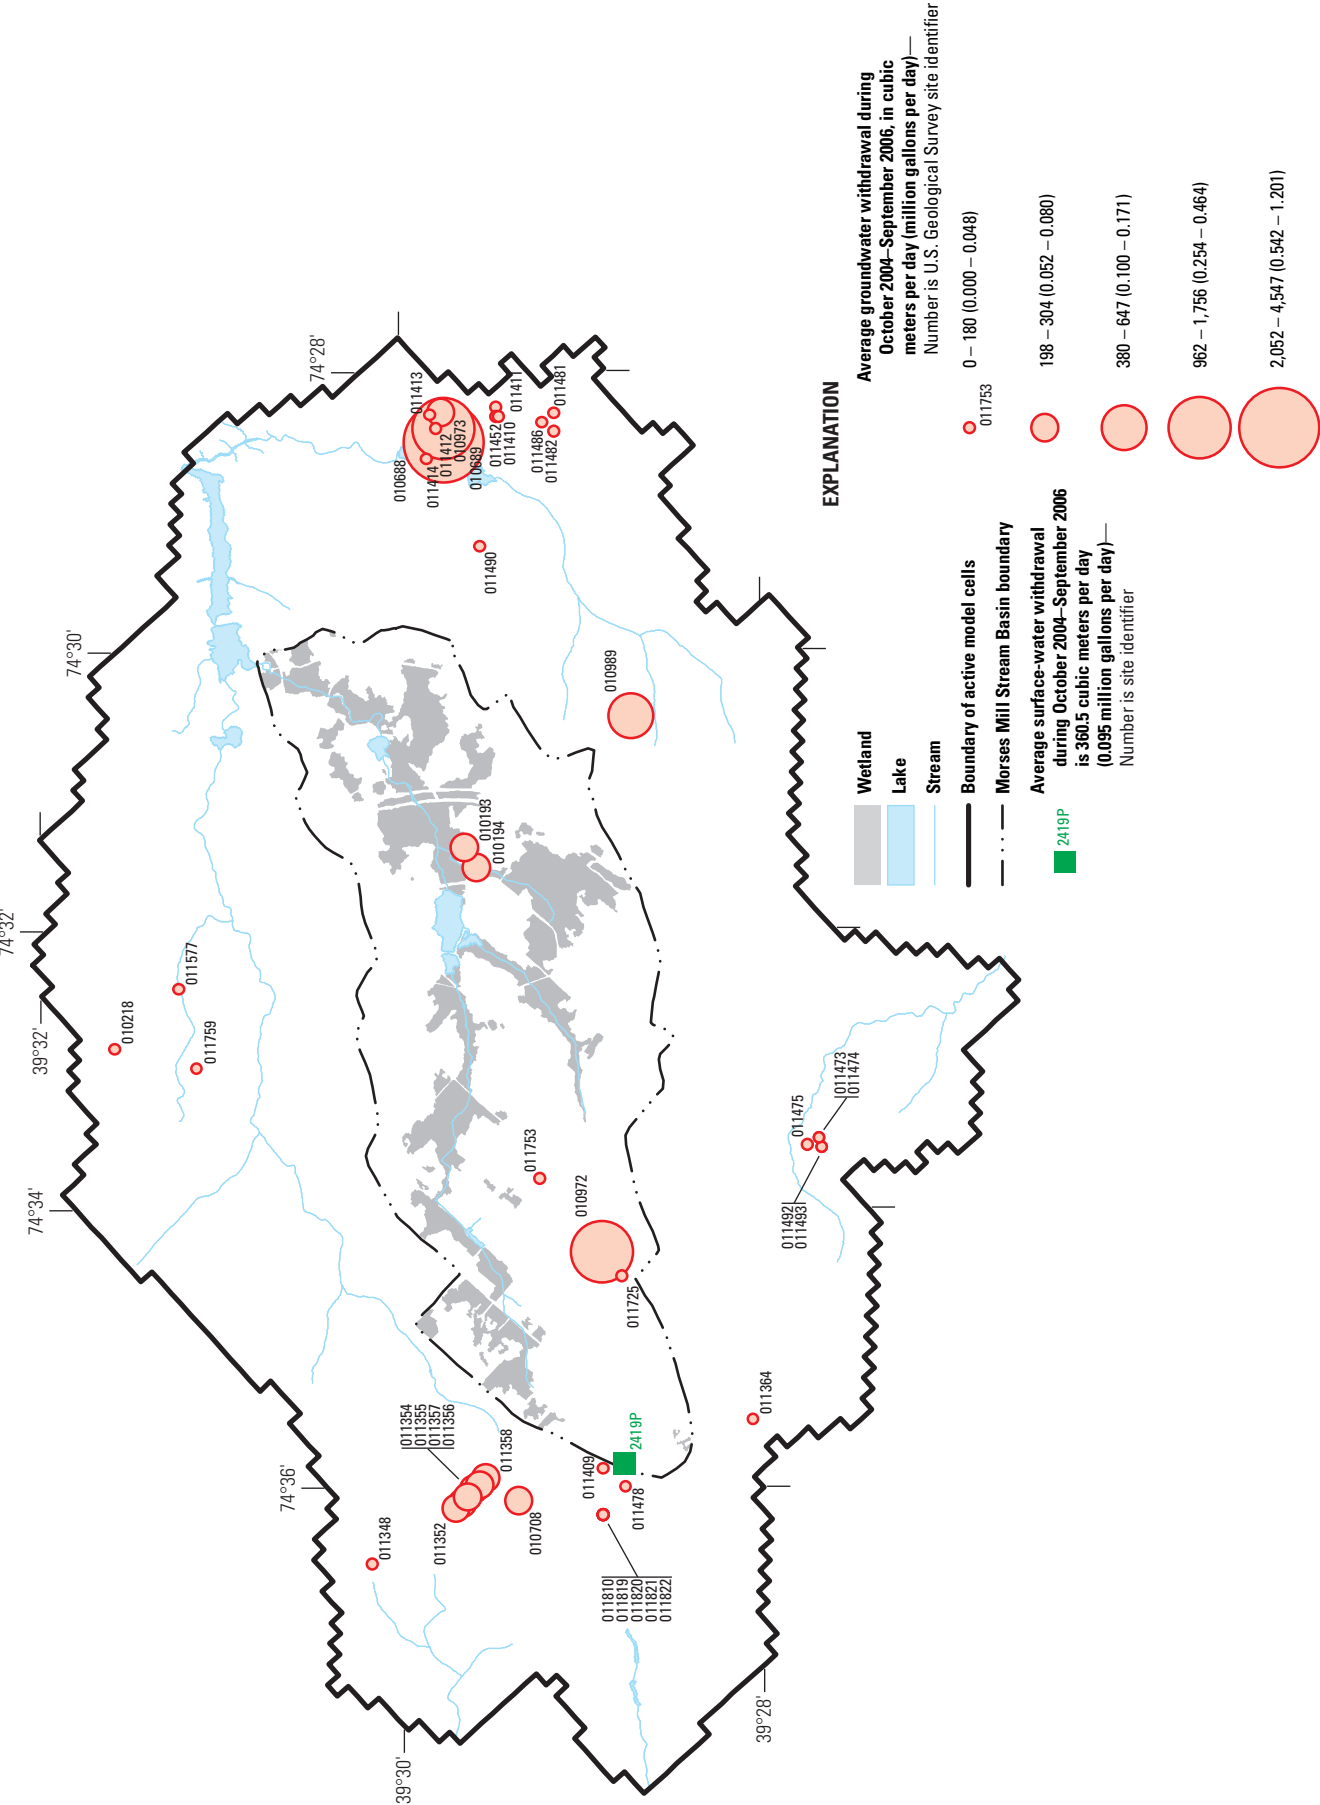 39°30'
74°36'
74°34'
39°32'
74°32'
74°30'
74°28'
39°28'
011348
011352
011354
011355
011357
011356
011358
010708
011409
2419P
011478
011810
011819
011820
011821
011822
011364
010218
011577
011759
011753
010972
011725
011475
011473
011474
011492
011493
010193
010194
010989
011490
010688
011414
011412
010973
010689
011413
011452
011410
011411
011486
011482
011481
EXPLANATION
Wetland
Lake
Stream
Boundary of active model cells
Morses Mill Stream Basin boundary
Average surface-water withdrawal
during October 2004–September 2006
is 360.5 cubic meters per day
(0.095 million gallons per day)—
Number is site identifier
2419P
Average groundwater withdrawal during
October 2004–September 2006, in cubic
meters per day (million gallons per day)—
Number is U.S. Geological Survey site identifier
011753
0 – 180 (0.000 – 0.048)
198 – 304 (0.052 – 0.080)
380 – 647 (0.100 – 0.171)
962 – 1,756 (0.254 – 0.464)
2,052 – 4,547 (0.542 – 1.201)